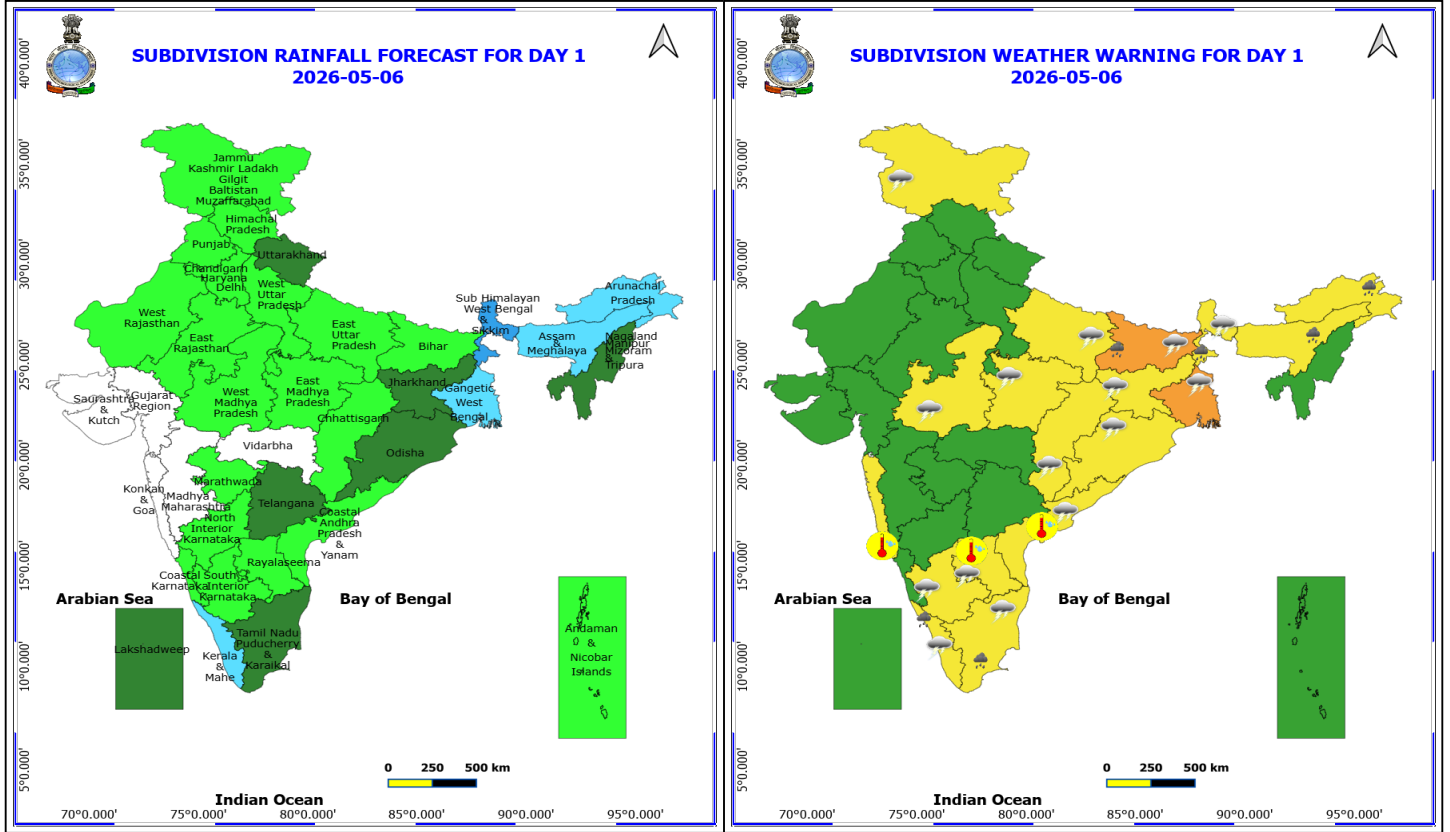 SUBDIVISION RAINFALL FORECAST FOR DAY 1
2026-05-06
40°0.000'
35°0.000'
30°0.000'
25°0.000'
20°0.000'
15°0.000'
10°0.000'
5°0.000'
Jammu
Kashmir Ladakh
Gilgit
Baltistan
Muzaffarabad
Himachal
Pradesh
Punjab
Uttarakhand
Chandigarh
Haryana
Delhi
West
Uttar
Pradesh
West
Rajasthan
East
Rajasthan
East
Uttar
Pradesh
Bihar
Sub Himalayan
West Bengal
&
Sikkim
Arunachal
Pradesh
Assam
&
Meghalaya
Nagaland
Manipur
Mizoram
&
Tripura
Saurashtra
&
Kutch
Gujarat
Region
West
Madhya
Pradesh
East
Madhya
Pradesh
Jharkhand
Gangetic
West
Bengal
Chhattisgarh
Odisha
Vidarbha
Konkan
&
Goa
Madhya
Maharashtra
Marathwada
Telangana
North
Interior
Karnataka
Coastal
Andhra
Pradesh
&
Yanam
Rayalaseema
Coastal
Karnataka
South
Interior
Karnataka
Arabian Sea
Bay of Bengal
Lakshadweep
Kerala
&
Mahe
Tamil Nadu
Puducherry
&
Karaikal
Andaman
&
Nicobar
Islands
0 250 500 km
Indian Ocean
70°0.000' 75°0.000' 80°0.000' 85°0.000' 90°0.000' 95°0.000'
SUBDIVISION WEATHER WARNING FOR DAY 1
2026-05-06
40°0.000'
35°0.000'
30°0.000'
25°0.000'
20°0.000'
15°0.000'
10°0.000'
5°0.000'
Arabian Sea
Bay of Bengal
0 250 500 km
Indian Ocean
70°0.000' 75°0.000' 80°0.000' 85°0.000' 90°0.000' 95°0.000'